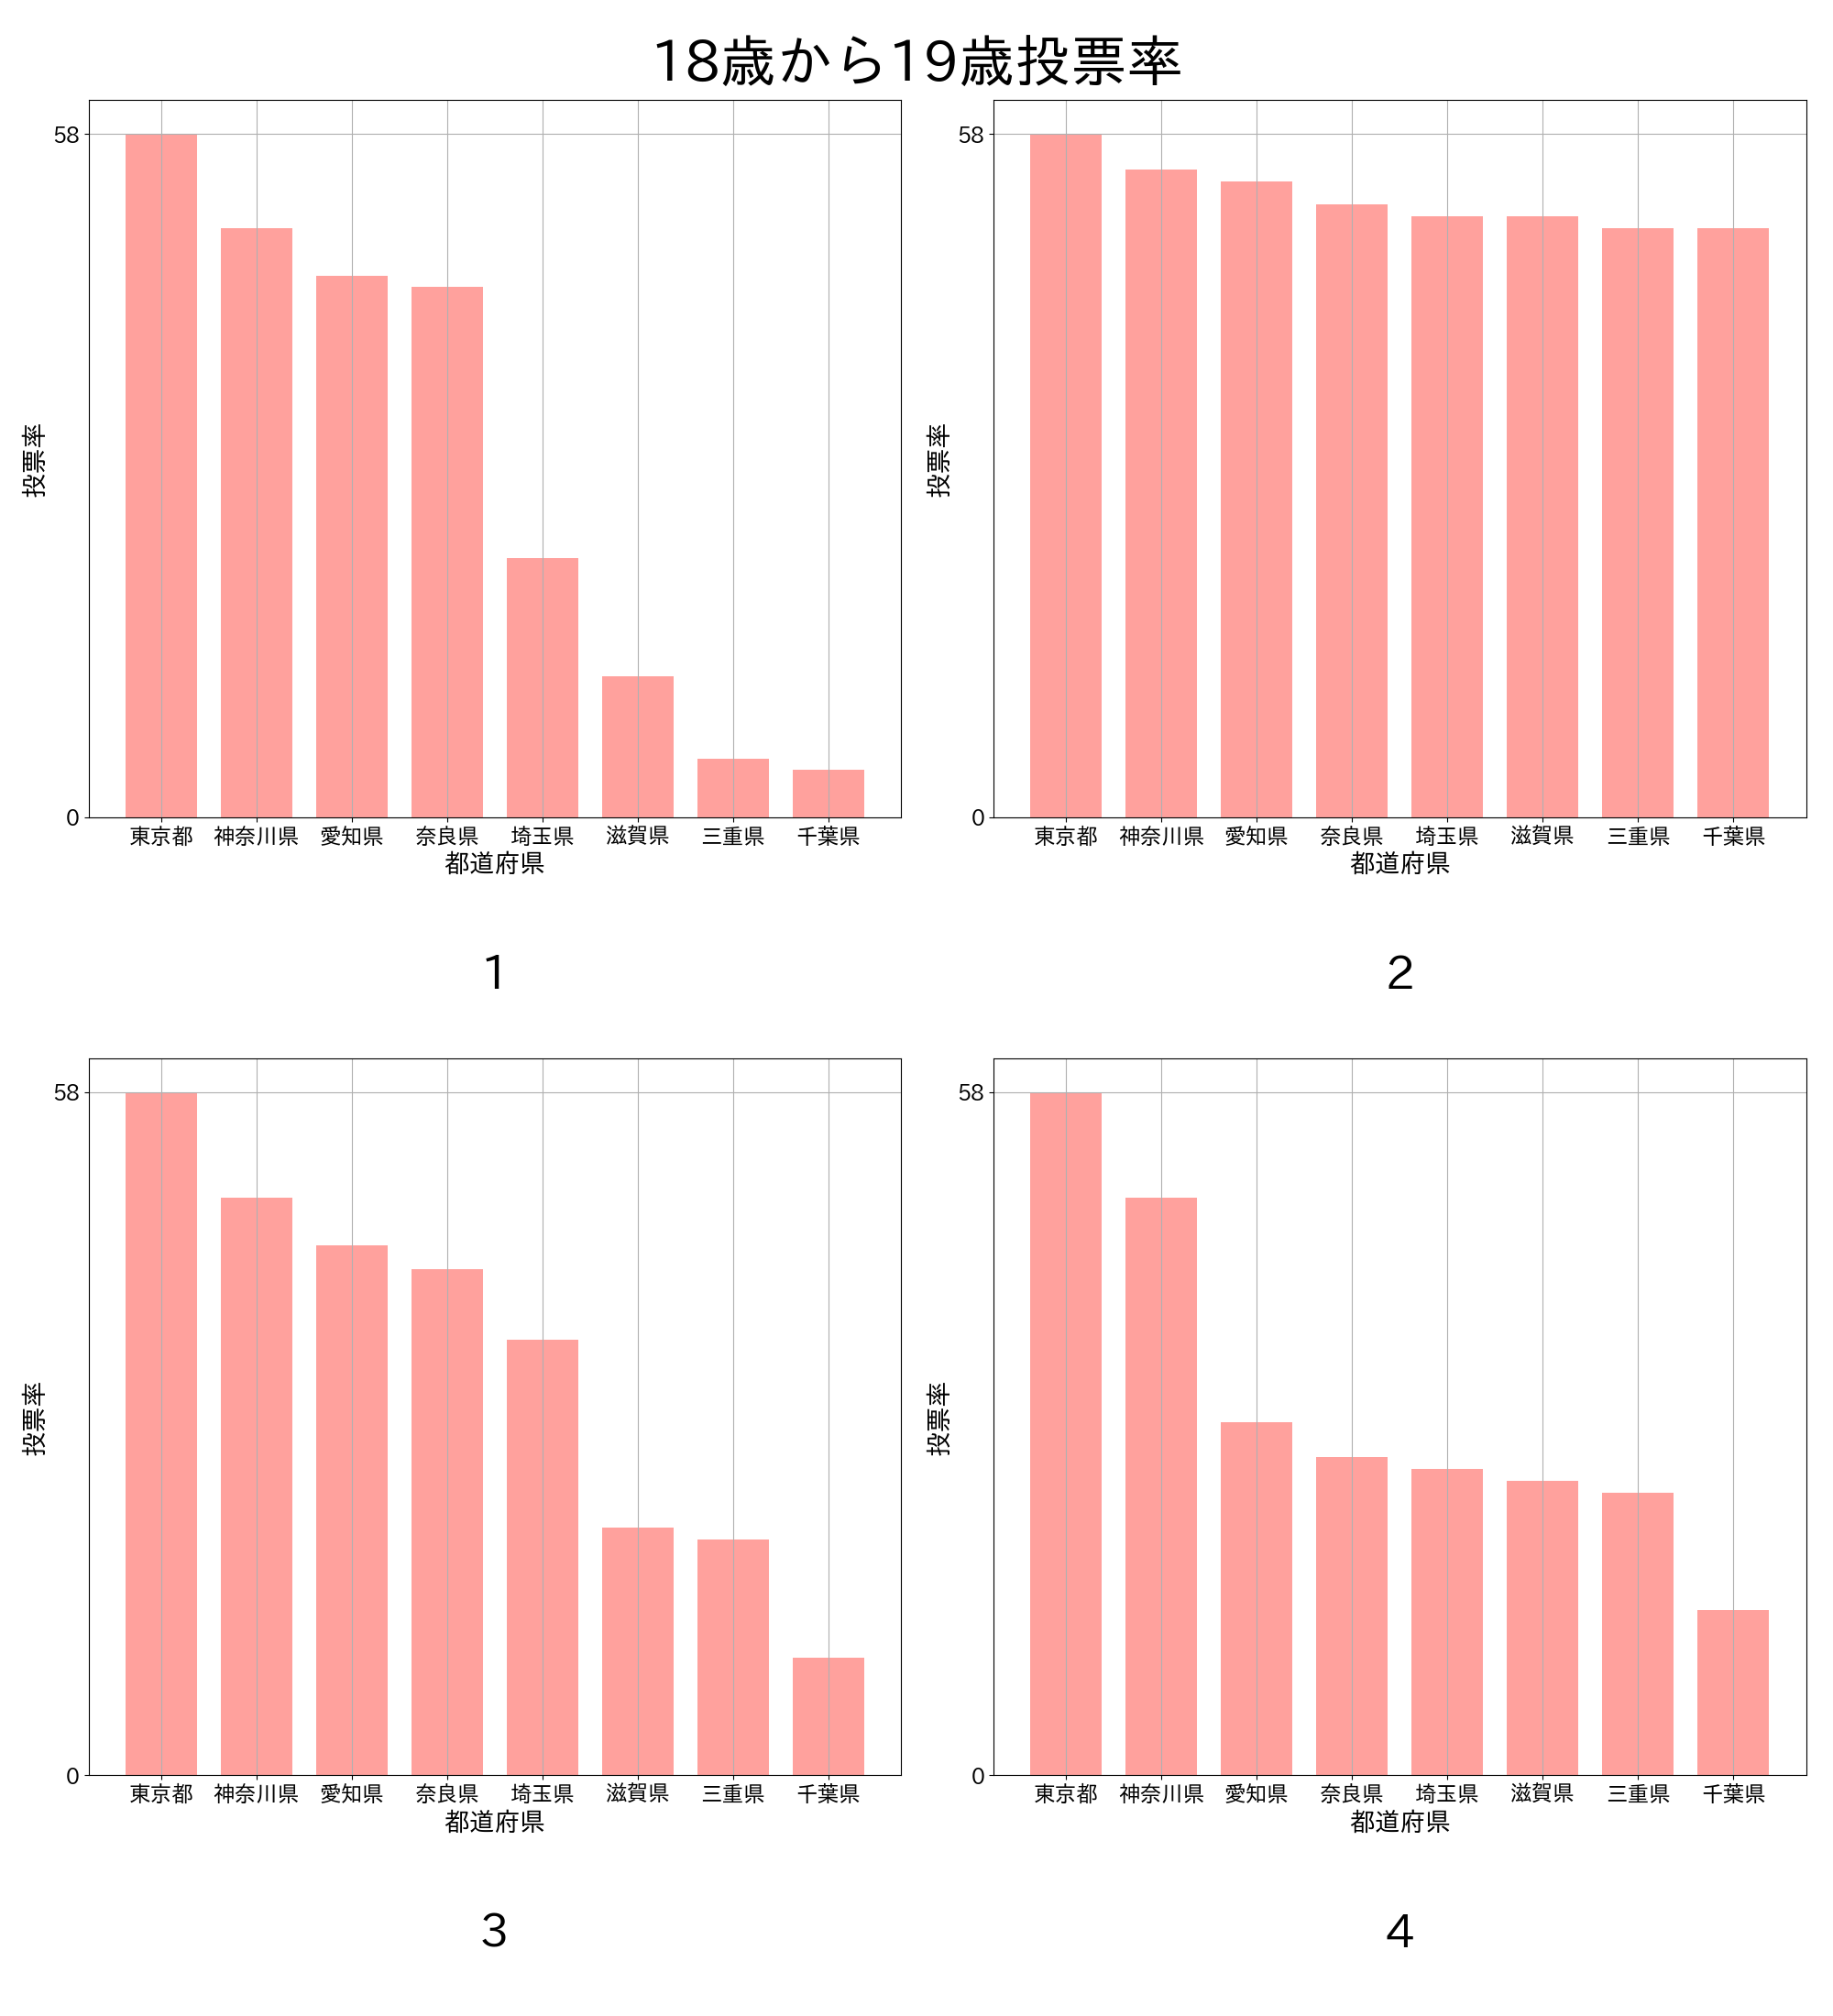 18歳から19歳投票率
58
0
投票率
東京都 神奈川県 愛知県 奈良県 埼玉県 滋賀県 三重県 千葉県
都道府県
1
58
0
投票率
東京都 神奈川県 愛知県 奈良県 埼玉県 滋賀県 三重県 千葉県
都道府県
2
58
0
投票率
東京都 神奈川県 愛知県 奈良県 埼玉県 滋賀県 三重県 千葉県
都道府県
3
58
0
投票率
東京都 神奈川県 愛知県 奈良県 埼玉県 滋賀県 三重県 千葉県
都道府県
4